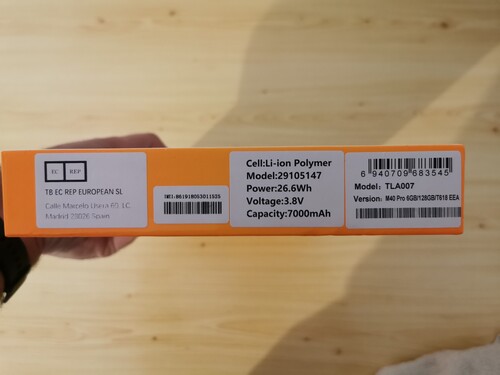 EC REP
TB EC REP EUROPEAN SL
Calle Marcelo Usera 65, 1C
Madrid 28026 Spain
Cell:Li-ion Polymer
Model:29105147
Power:26.6Wh
Voltage:3.8V
Capacity:7000mAh
6 940709 683545
Model: TLA007
Version: M40 Pro 6GB/128GB/T618 EEA